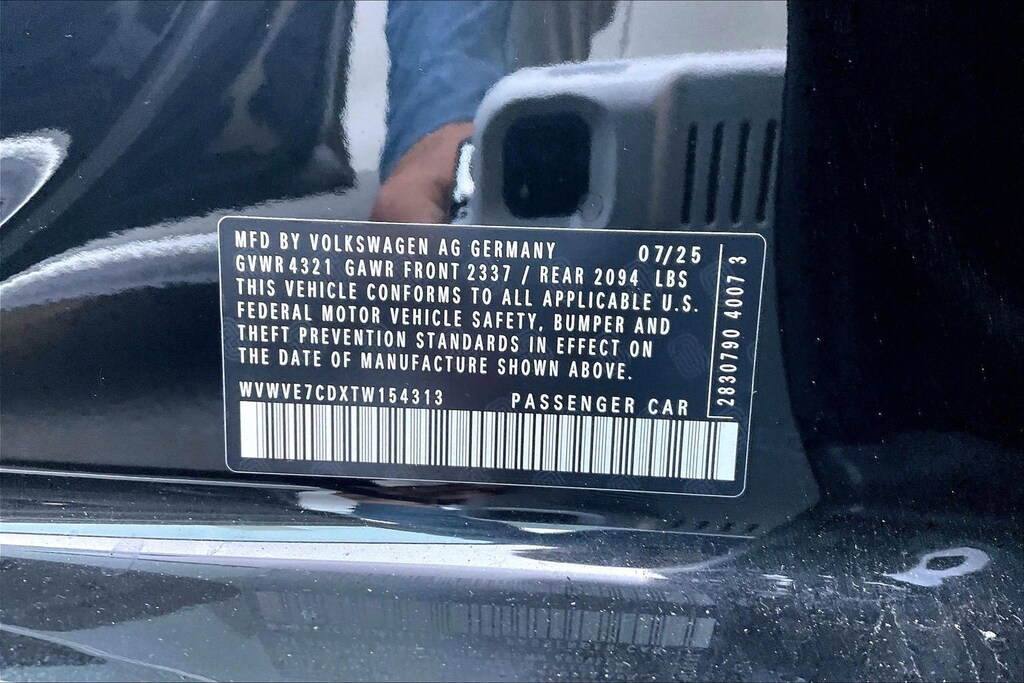 MFD BY VOLKSWAGEN AG GERMANY 07/25
GVWR 4321 GAWR FRONT 2337 / REAR 2094 LBS
THIS VEHICLE CONFORMS TO ALL APPLICABLE U.S.
FEDERAL MOTOR VEHICLE SAFETY, BUMPER AND
THEFT PREVENTION STANDARDS IN EFFECT ON
THE DATE OF MANUFACTURE SHOWN ABOVE.
WVWVE7CDXTW154313 PASSENGER CAR
2830790 4007 3